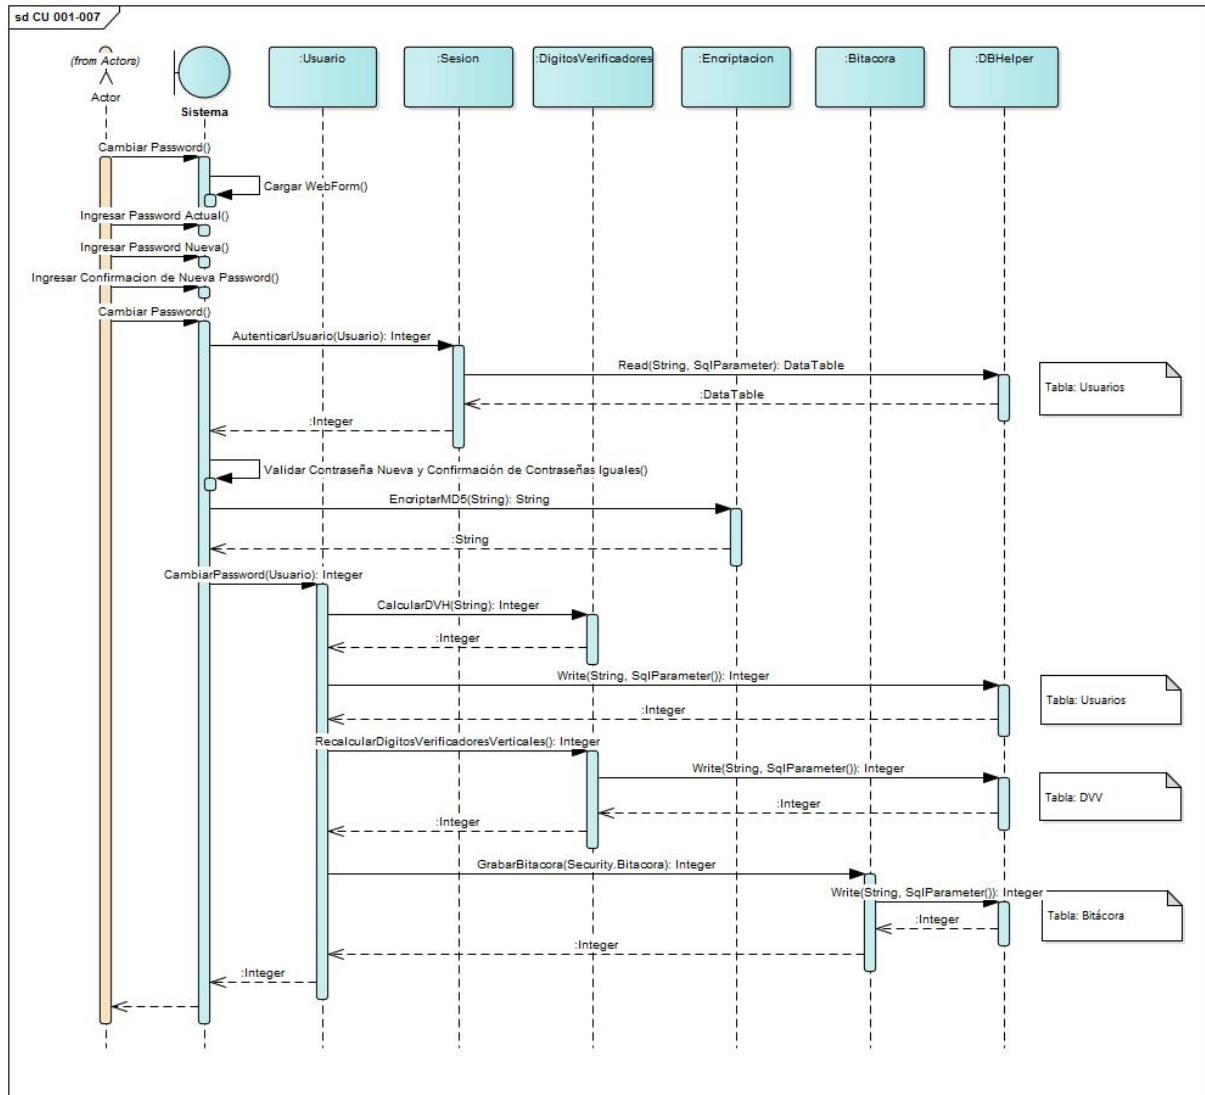 sd CU 001-007
(from Actors)
Actor
Sistema
:Usuario
:Sesion
:DigitosVerificadores
:Encriptacion
:Bitacora
:DBHelper
Cambiar Password()
Cargar WebForm()
Ingresar Password Actual()
Ingresar Password Nueva()
Ingresar Confirmacion de Nueva Password()
Cambiar Password()
AutenticarUsuario(Usuario): Integer
Read(String, SqlParameter): DataTable
Tabla: Usuarios
:DataTable
:Integer
Validar Contraseña Nueva y Confirmación de Contraseñas Iguales()
EncriptarMD5(String): String
:String
CambiarPassword(Usuario): Integer
CalcularDVH(String): Integer
:Integer
Write(String, SqlParameter()): Integer
Tabla: Usuarios
:Integer
RecalcularDigitosVerificadoresVerticales(): Integer
Write(String, SqlParameter()): Integer
Tabla: DVV
:Integer
:Integer
GrabarBitacora(Security.Bitacora): Integer
Write(String, SqlParameter()): Integer
Tabla: Bitácora
:Integer
:Integer
:Integer